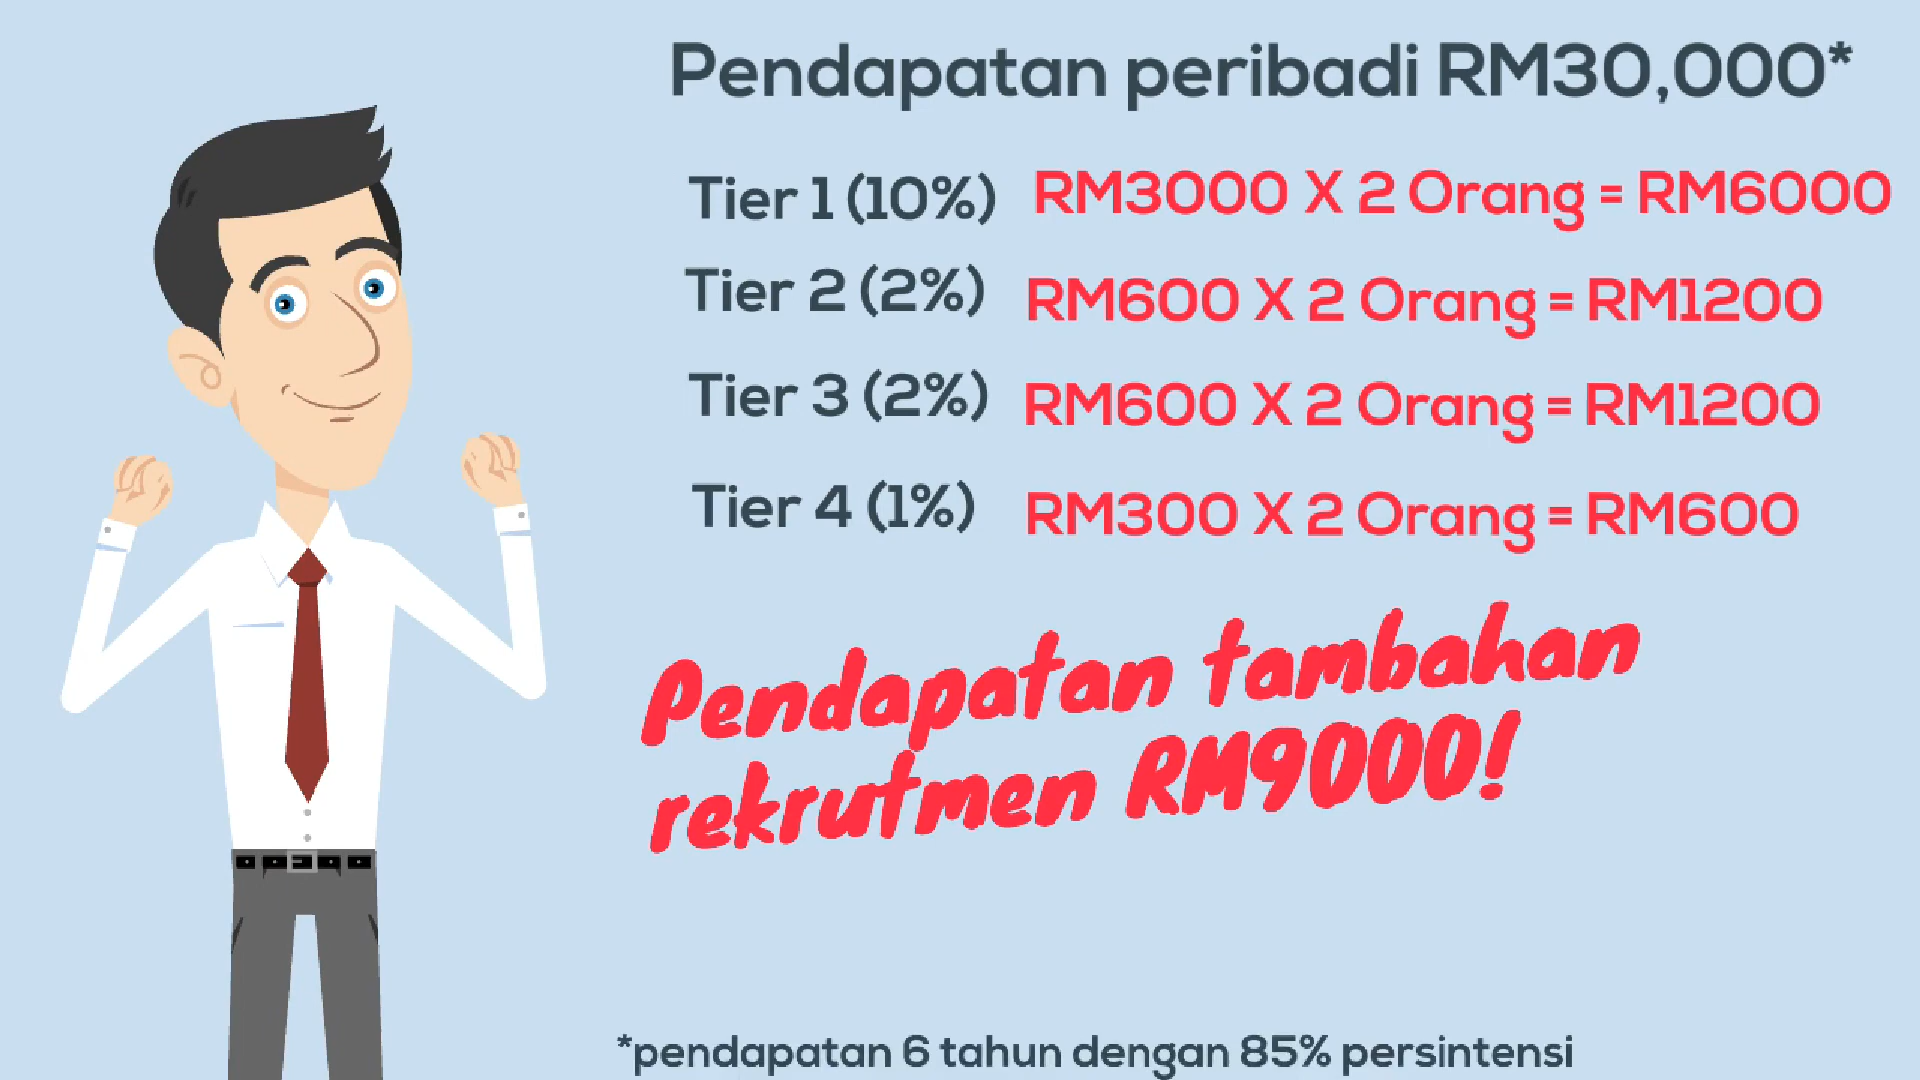 Pendapatan peribadi RM30,000*
Tier 1 (10%) RM3000 X 2 Orang = RM6000
Tier 2 (2%) RM600 X 2 Orang = RM1200
Tier 3 (2%) RM600 X 2 Orang = RM1200
Tier 4 (1%) RM300 X 2 Orang = RM600
Pendapatan tambahan
rekrutmen RM9000!
*pendapatan 6 tahun dengan 85% persintensi